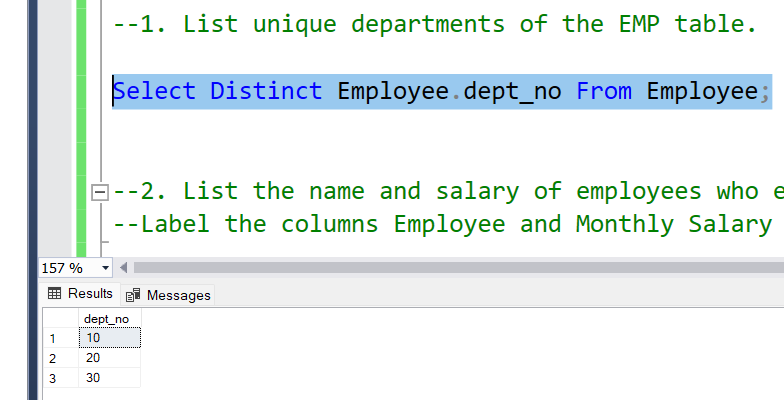 --1. List unique departments of the EMP table.
Select Distinct Employee.dept_no From Employee;
--2. List the name and salary of employees who e
--Label the columns Employee and Monthly Salary
157 %
Results Messages
dept_no
1 10
2 20
3 30